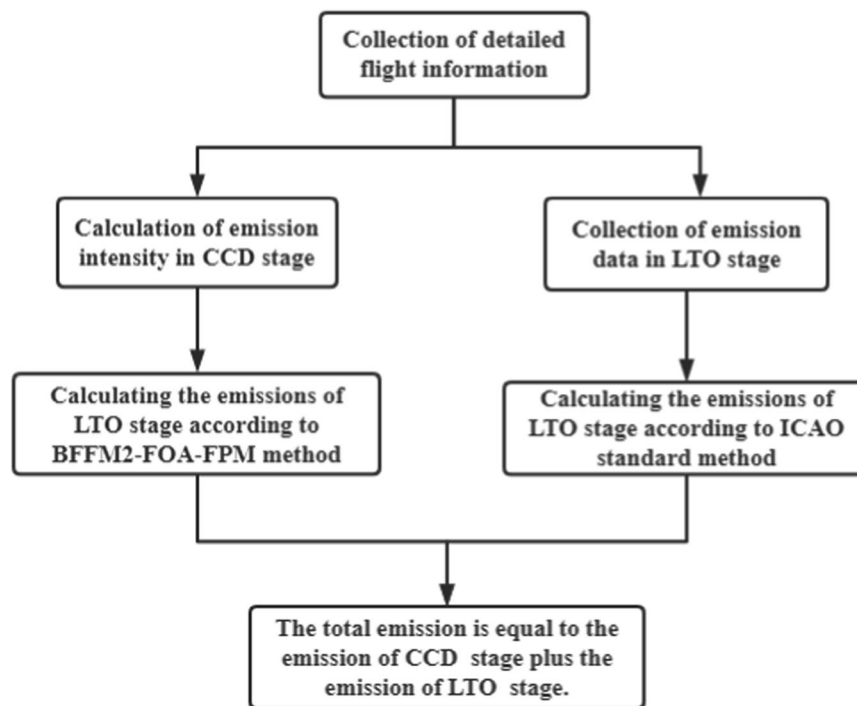 Collection of detailed
flight information
Calculation of emission
intensity in CCD stage
Collection of emission
data in LTO stage
Calculating the emissions of
LTO stage according to
BFFM2-FOA-FPM method
Calculating the emissions of
LTO stage according to ICAO
standard method
The total emission is equal to the
emission of CCD stage plus the
emission of LTO stage.